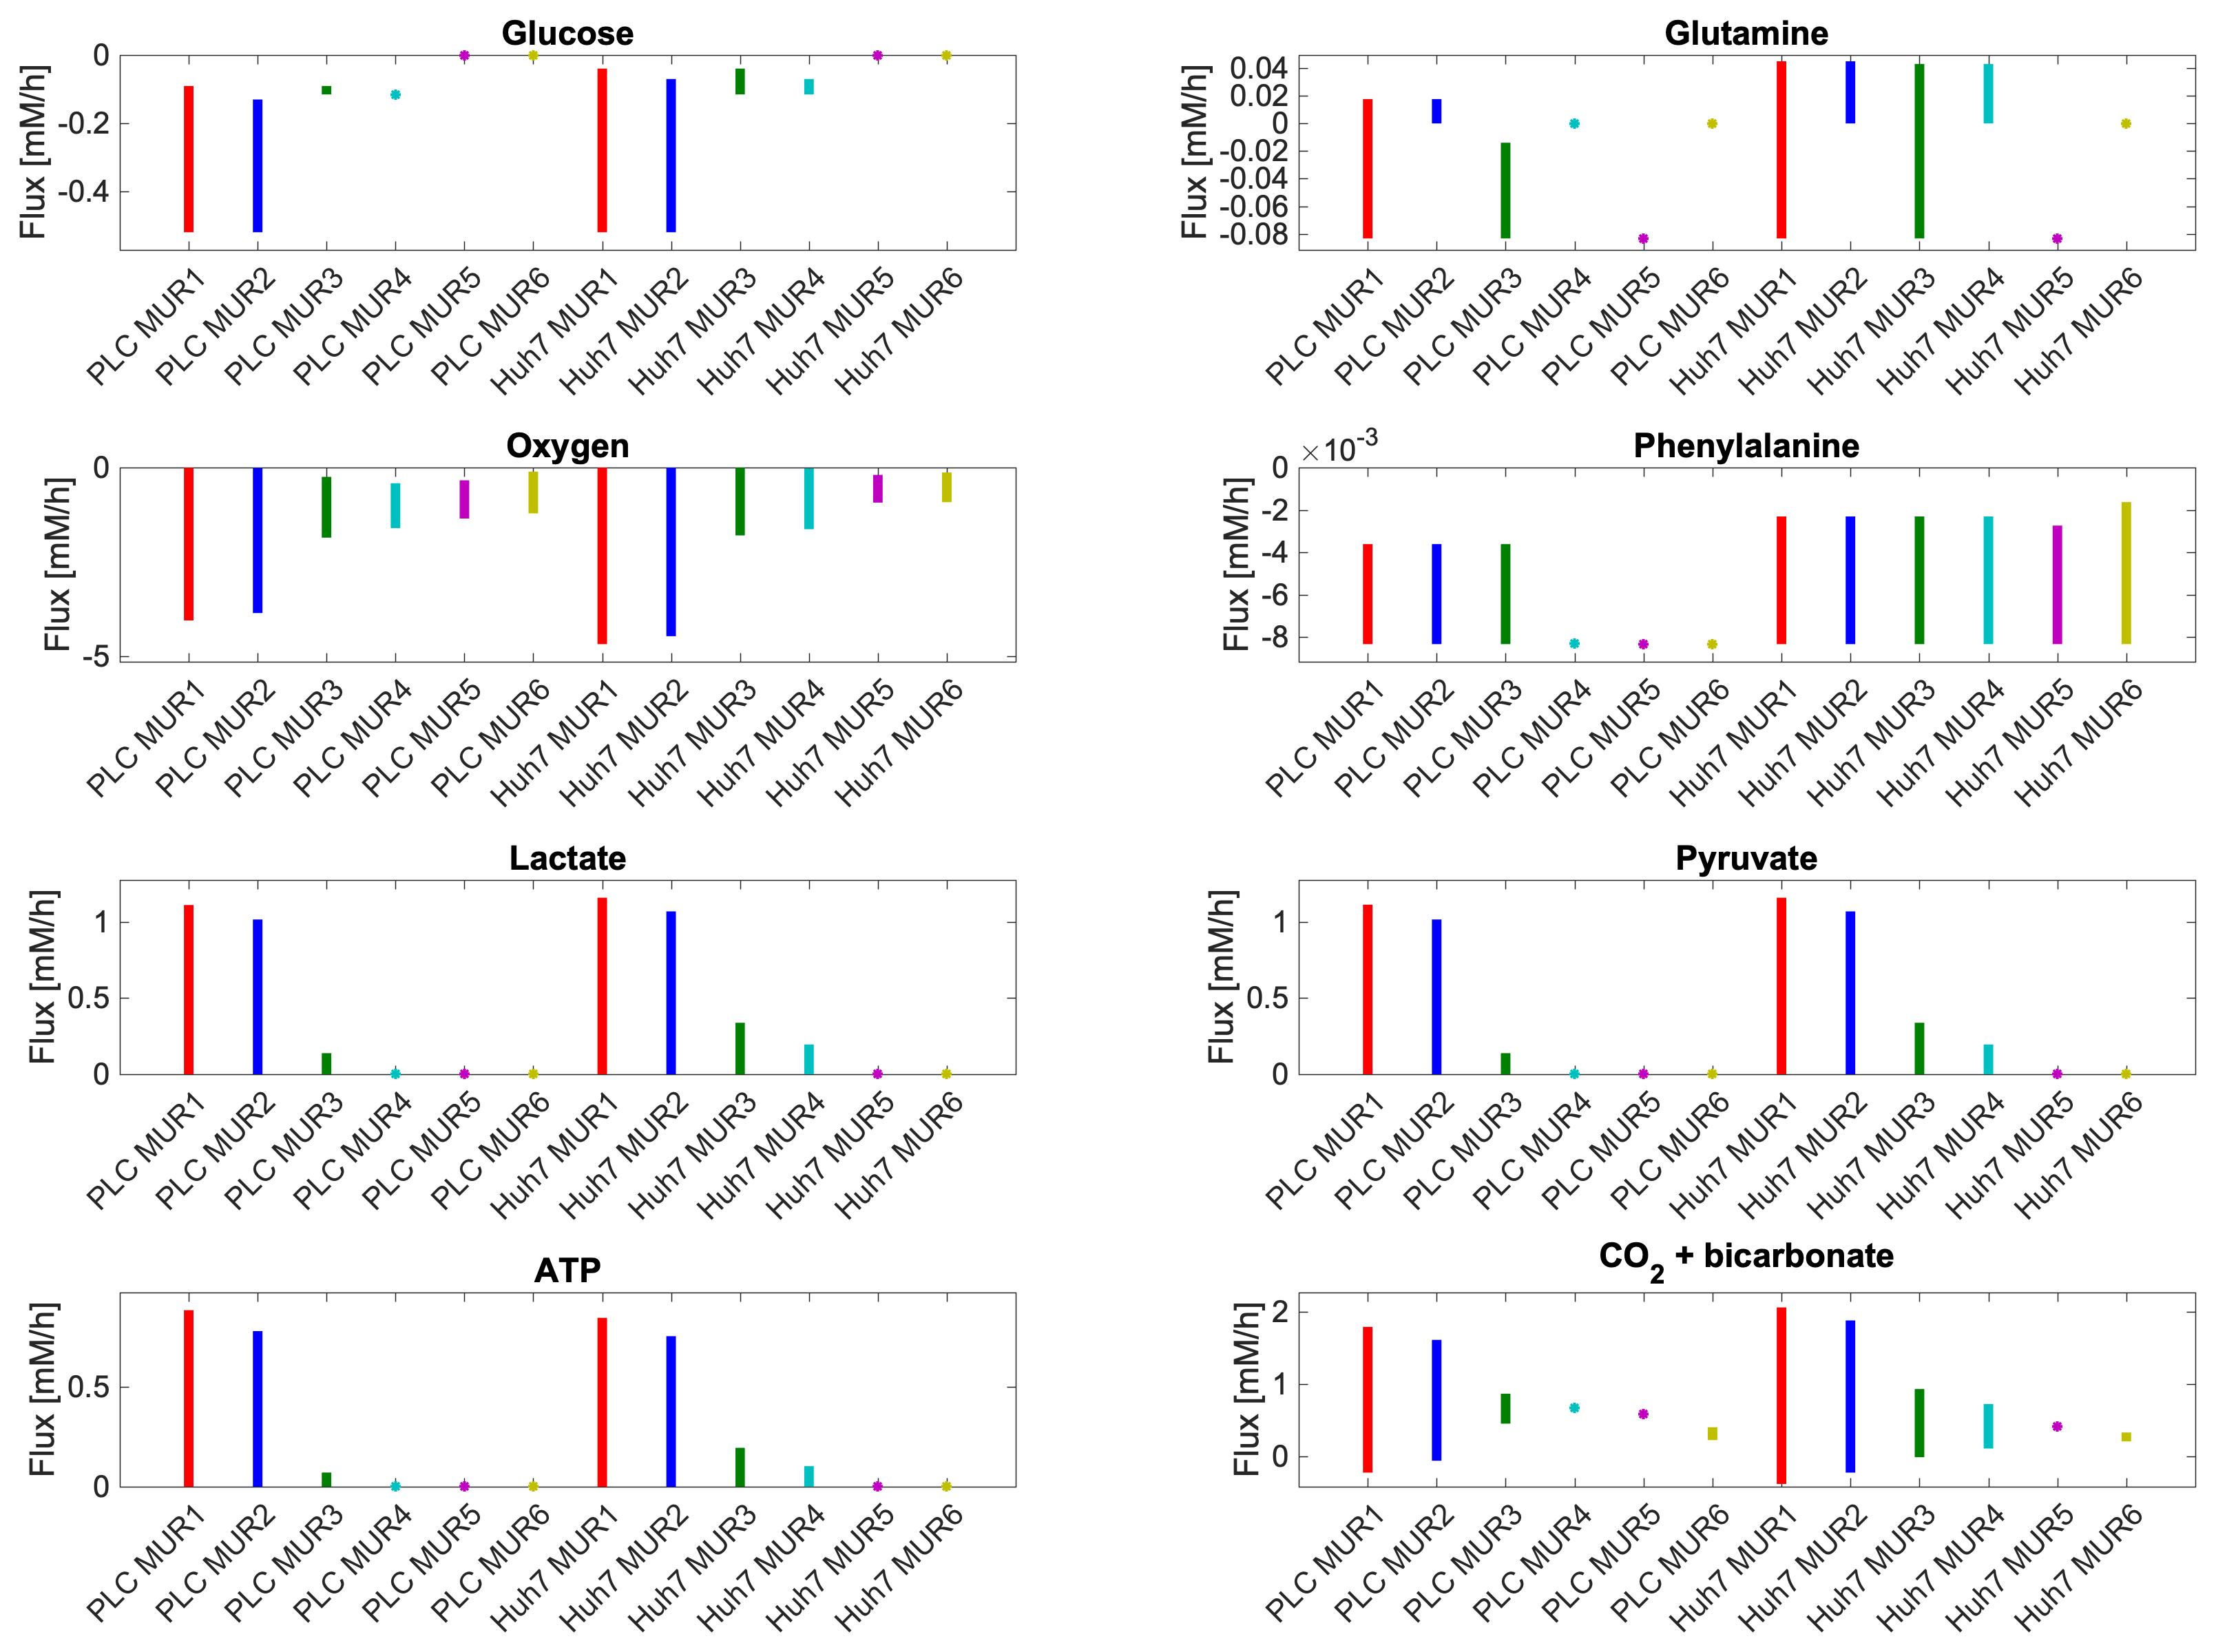 Glucose
Flux [mM/h]
0
-0.2
-0.4
PLC MUR1
PLC MUR2
PLC MUR3
PLC MUR4
PLC MUR5
PLC MUR6
Huh7 MUR1
Huh7 MUR2
Huh7 MUR3
Huh7 MUR4
Huh7 MUR5
Huh7 MUR6
Glutamine
Flux [mM/h]
0.04
0.02
0
-0.02
-0.04
-0.06
-0.08
PLC MUR1
PLC MUR2
PLC MUR3
PLC MUR4
PLC MUR5
PLC MUR6
Huh7 MUR1
Huh7 MUR2
Huh7 MUR3
Huh7 MUR4
Huh7 MUR5
Huh7 MUR6
Oxygen
Flux [mM/h]
0
-5
PLC MUR1
PLC MUR2
PLC MUR3
PLC MUR4
PLC MUR5
PLC MUR6
Huh7 MUR1
Huh7 MUR2
Huh7 MUR3
Huh7 MUR4
Huh7 MUR5
Huh7 MUR6
Phenylalanine
×10⁻³
Flux [mM/h]
0
-2
-4
-6
-8
PLC MUR1
PLC MUR2
PLC MUR3
PLC MUR4
PLC MUR5
PLC MUR6
Huh7 MUR1
Huh7 MUR2
Huh7 MUR3
Huh7 MUR4
Huh7 MUR5
Huh7 MUR6
Lactate
Flux [mM/h]
1
0.5
0
PLC MUR1
PLC MUR2
PLC MUR3
PLC MUR4
PLC MUR5
PLC MUR6
Huh7 MUR1
Huh7 MUR2
Huh7 MUR3
Huh7 MUR4
Huh7 MUR5
Huh7 MUR6
Pyruvate
Flux [mM/h]
1
0.5
0
PLC MUR1
PLC MUR2
PLC MUR3
PLC MUR4
PLC MUR5
PLC MUR6
Huh7 MUR1
Huh7 MUR2
Huh7 MUR3
Huh7 MUR4
Huh7 MUR5
Huh7 MUR6
ATP
Flux [mM/h]
0.5
0
PLC MUR1
PLC MUR2
PLC MUR3
PLC MUR4
PLC MUR5
PLC MUR6
Huh7 MUR1
Huh7 MUR2
Huh7 MUR3
Huh7 MUR4
Huh7 MUR5
Huh7 MUR6
CO₂ + bicarbonate
Flux [mM/h]
2
1
0
PLC MUR1
PLC MUR2
PLC MUR3
PLC MUR4
PLC MUR5
PLC MUR6
Huh7 MUR1
Huh7 MUR2
Huh7 MUR3
Huh7 MUR4
Huh7 MUR5
Huh7 MUR6